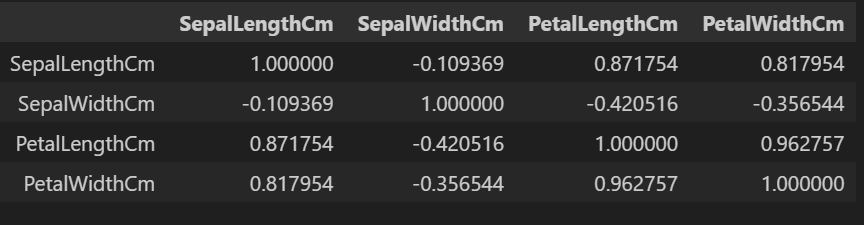 SepalLengthCm SepalWidthCm PetalLengthCm PetalWidthCm
SepalLengthCm 1.000000 -0.109369 0.871754 0.817954
SepalWidthCm -0.109369 1.000000 -0.420516 -0.356544
PetalLengthCm 0.871754 -0.420516 1.000000 0.962757
PetalWidthCm 0.817954 -0.356544 0.962757 1.000000